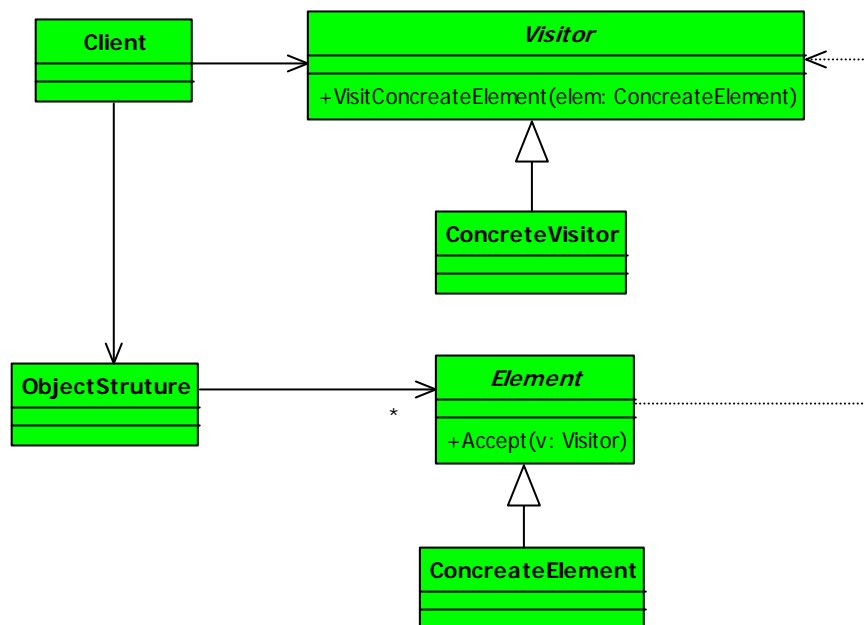 Client
Visitor
+VisitConcreateElement(elem: ConcreateElement)
ConcreteVisitor
ObjectStruture
*
Element
+Accept(v: Visitor)
ConcreateElement